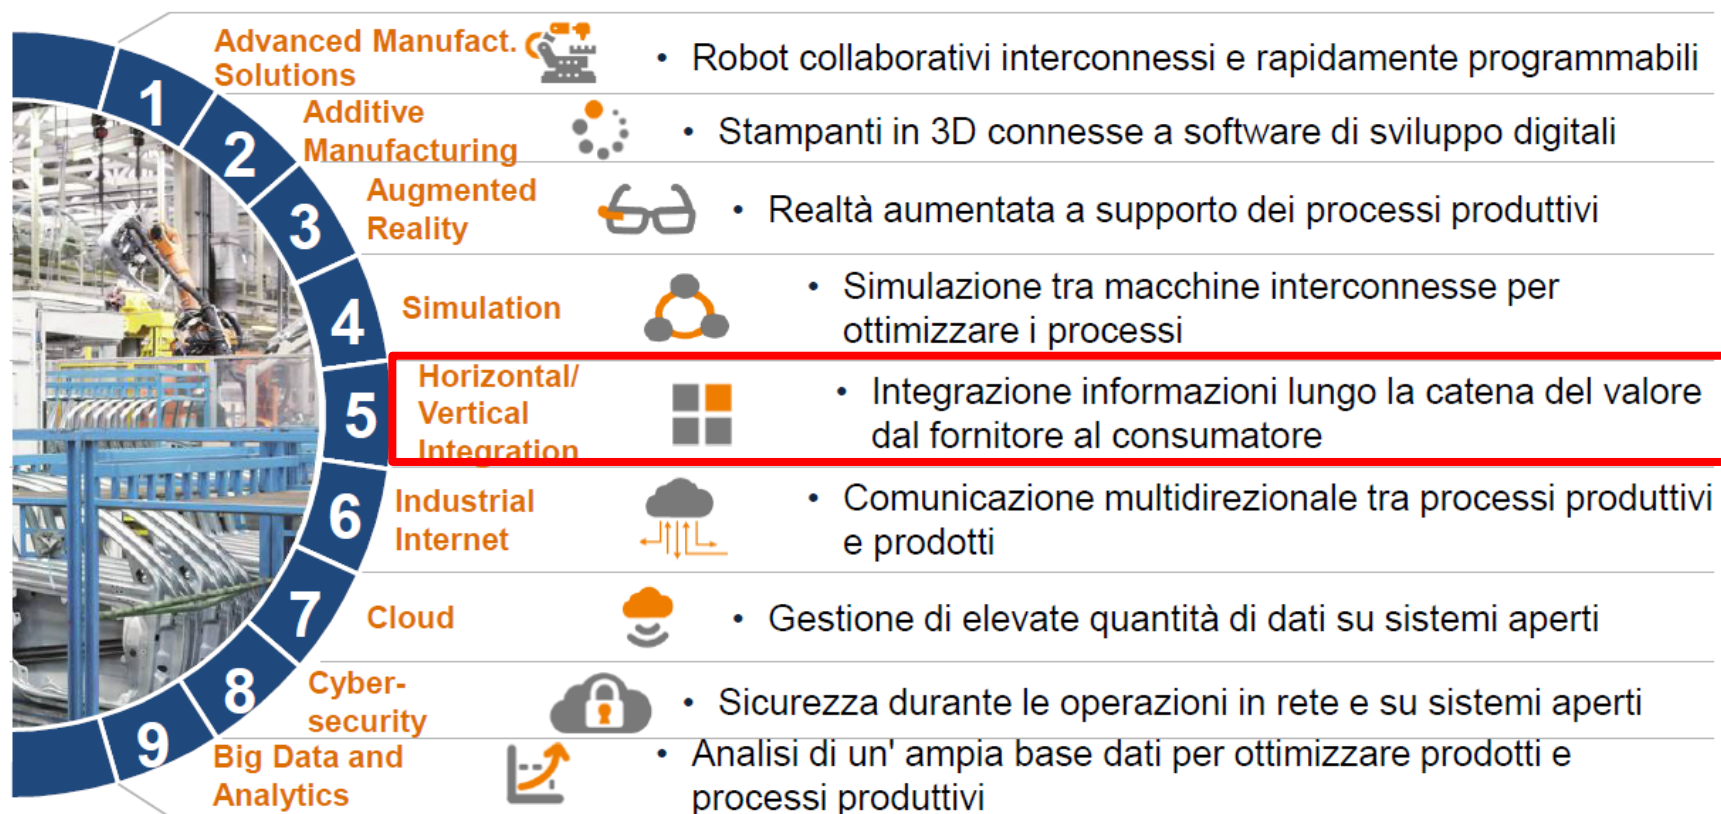 1
Advanced Manufact.
Solutions
• Robot collaborativi interconnessi e rapidamente programmabili
2
Additive
Manufacturing
• Stampanti in 3D connesse a software di sviluppo digitali
3
Augmented
Reality
• Realtà aumentata a supporto dei processi produttivi
4
Simulation
• Simulazione tra macchine interconnesse per
ottimizzare i processi
5
Horizontal/
Vertical
Integration
• Integrazione informazioni lungo la catena del valore
dal fornitore al consumatore
6
Industrial
Internet
• Comunicazione multidirezionale tra processi produttivi
e prodotti
7
Cloud
• Gestione di elevate quantità di dati su sistemi aperti
8
Cyber-
security
• Sicurezza durante le operazioni in rete e su sistemi aperti
9
Big Data and
Analytics
• Analisi di un' ampia base dati per ottimizzare prodotti e
processi produttivi